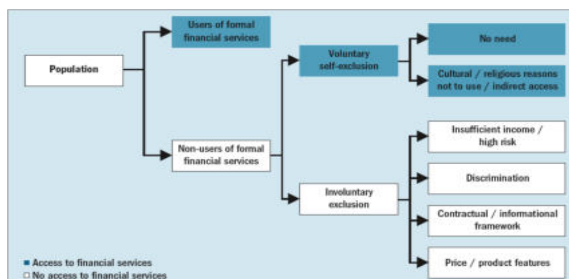 Users of formal
financial services
Population
Non-users of formal
financial services
Voluntary
self-exclusion
Involuntary
exclusion
No need
Cultural / religious reasons
not to use / indirect access
Insufficient income /
high risk
Discrimination
Contractual / informational
framework
Price / product features
Access to financial services
No access to financial services